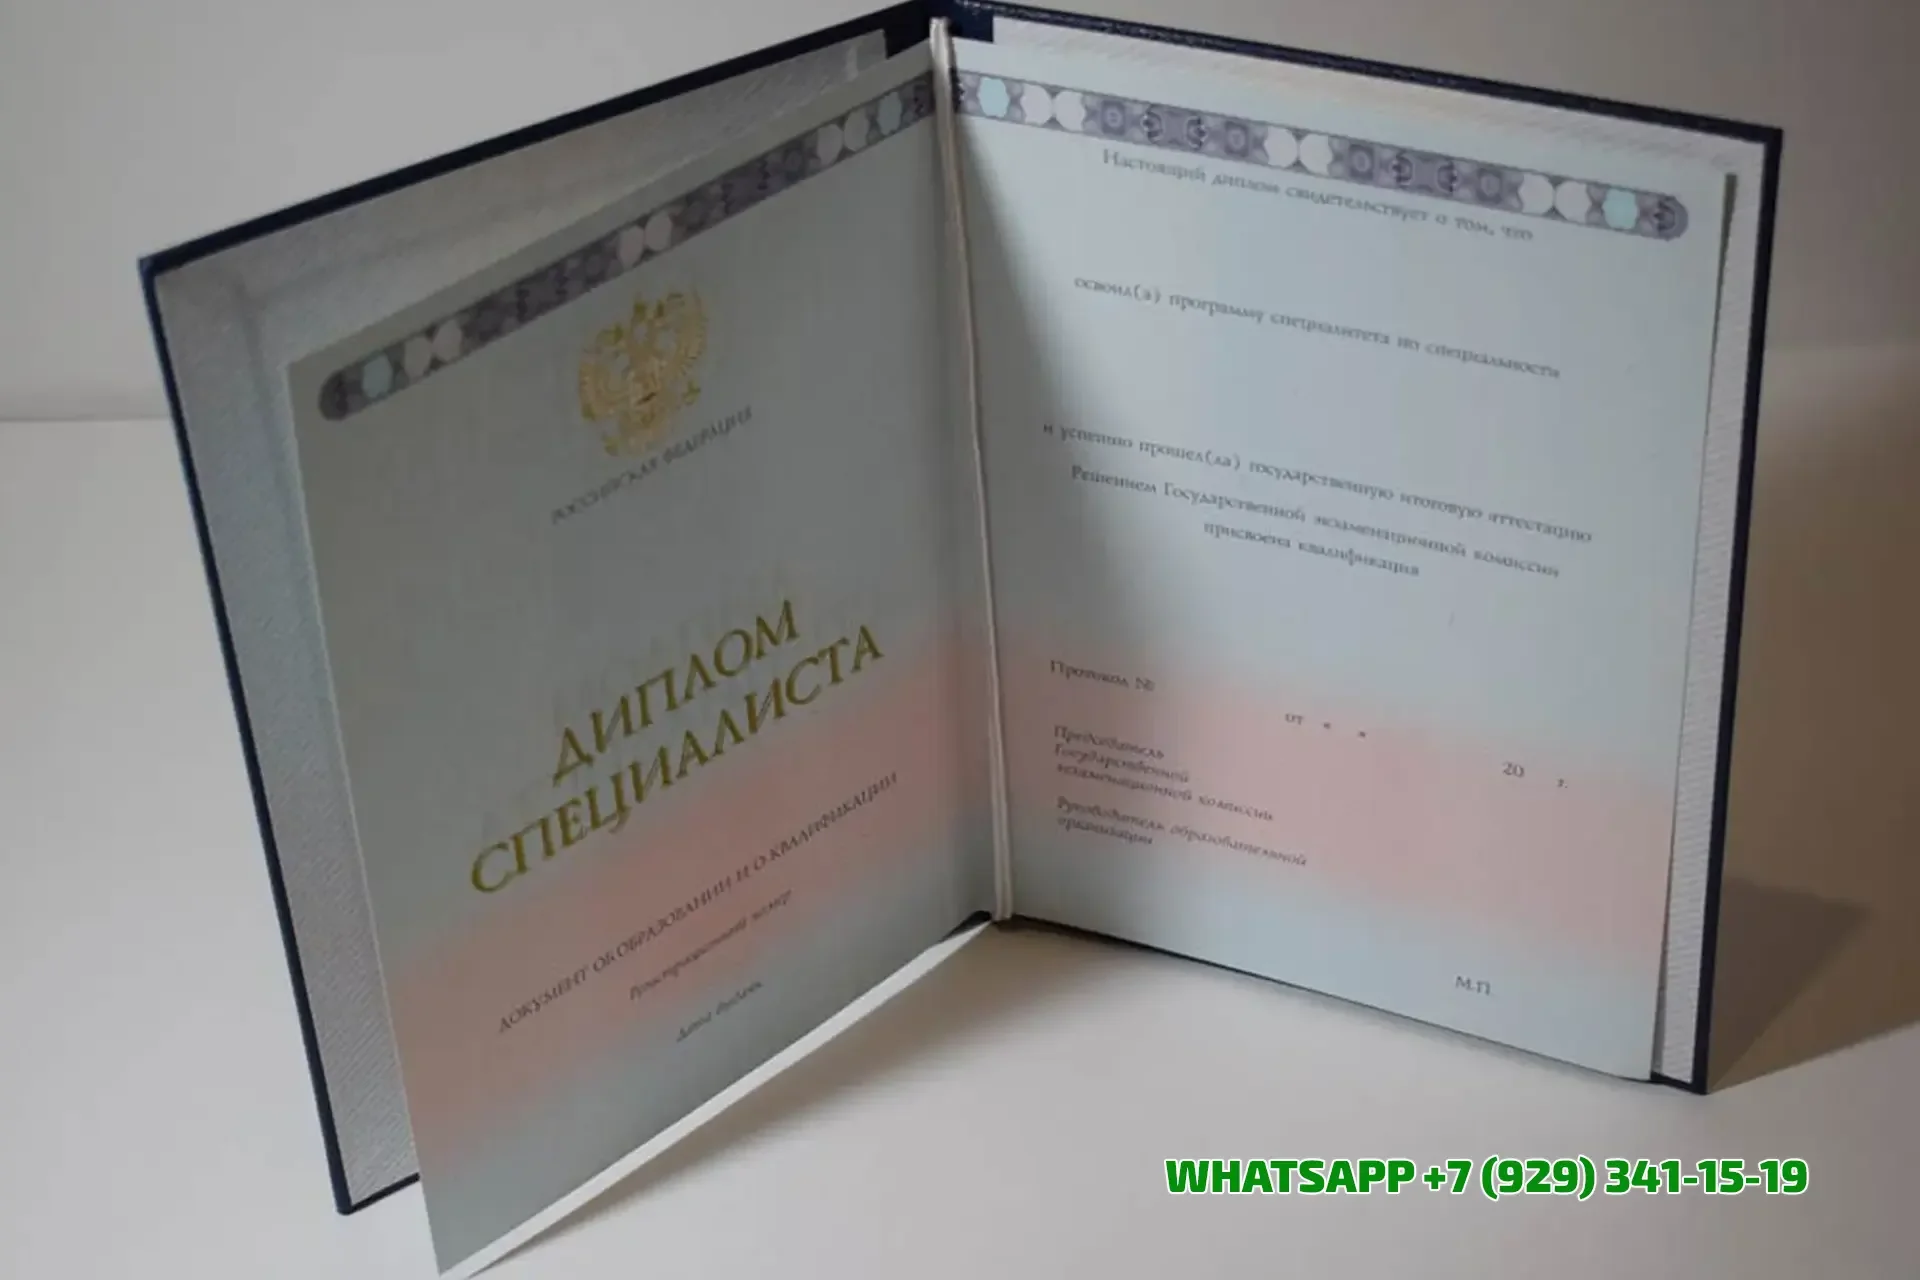 РОССИЙСКАЯ ФЕДЕРАЦИЯ
ДИПЛОМ
СПЕЦИАЛИСТА
ДОКУМЕНТ ОБ ОБРАЗОВАНИИ И О КВАЛИФИКАЦИИ
Регистрационный номер
Дата выдачи
Настоящий диплом свидетельствует о том, что
освоил(а) программу специалитета по специальности
и успешно прошел(ла) государственную итоговую аттестацию
Решением Государственной экзаменационной комиссии
присвоена квалификация
Протокол №
от « » 20 г.
Председатель
Государственной
экзаменационной комиссии
Руководитель образовательной
организации
М.П.
WHATSAPP +7 (929) 341-15-19